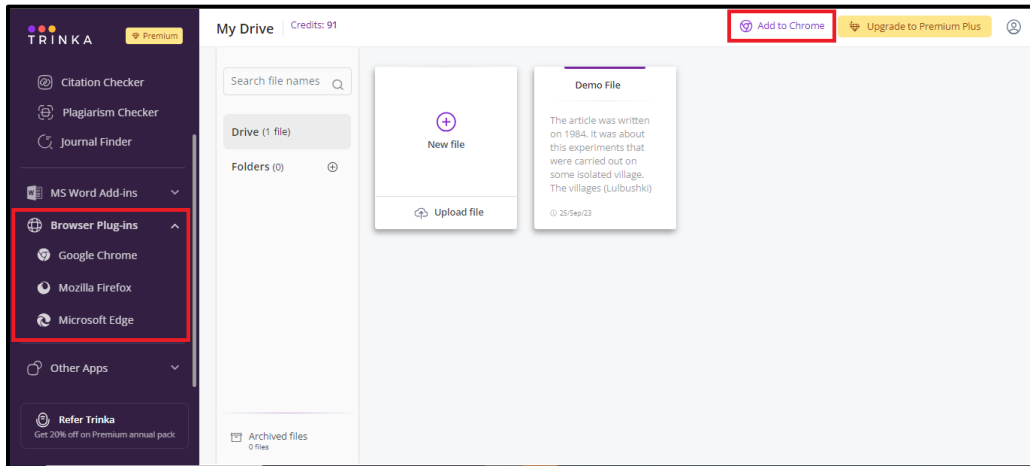 TRINKA
Premium
Citation Checker
Plagiarism Checker
Journal Finder
MS Word Add-ins
Browser Plug-ins
Google Chrome
Mozilla Firefox
Microsoft Edge
Other Apps
Refer Trinka
Get 20% off on Premium annual pack
My Drive
Credits: 91
Add to Chrome
Upgrade to Premium Plus
Search file names
Drive (1 file)
Folders (0)
Archived files
0 files
New file
Upload file
Demo File
The article was written
on 1984. It was about
this experiments that
were carried out on
some isolated village.
The villages (Lulbushki)
25/Sep/23